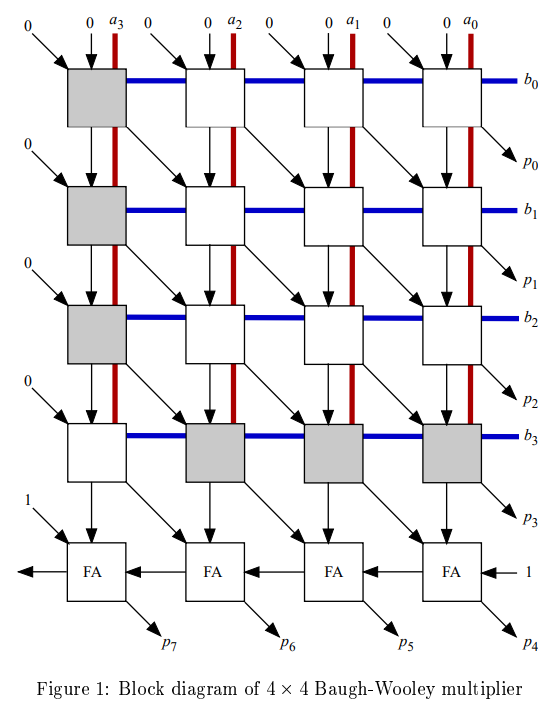 0 0 a3 0 0 a2 0 0 a1 0 0 a0
b0
0
p0
b1
0
p1
b2
0
p2
b3
1
p3
FA FA FA FA 1
p7 p6 p5 p4
Figure 1: Block diagram of 4 × 4 Baugh-Wooley multiplier